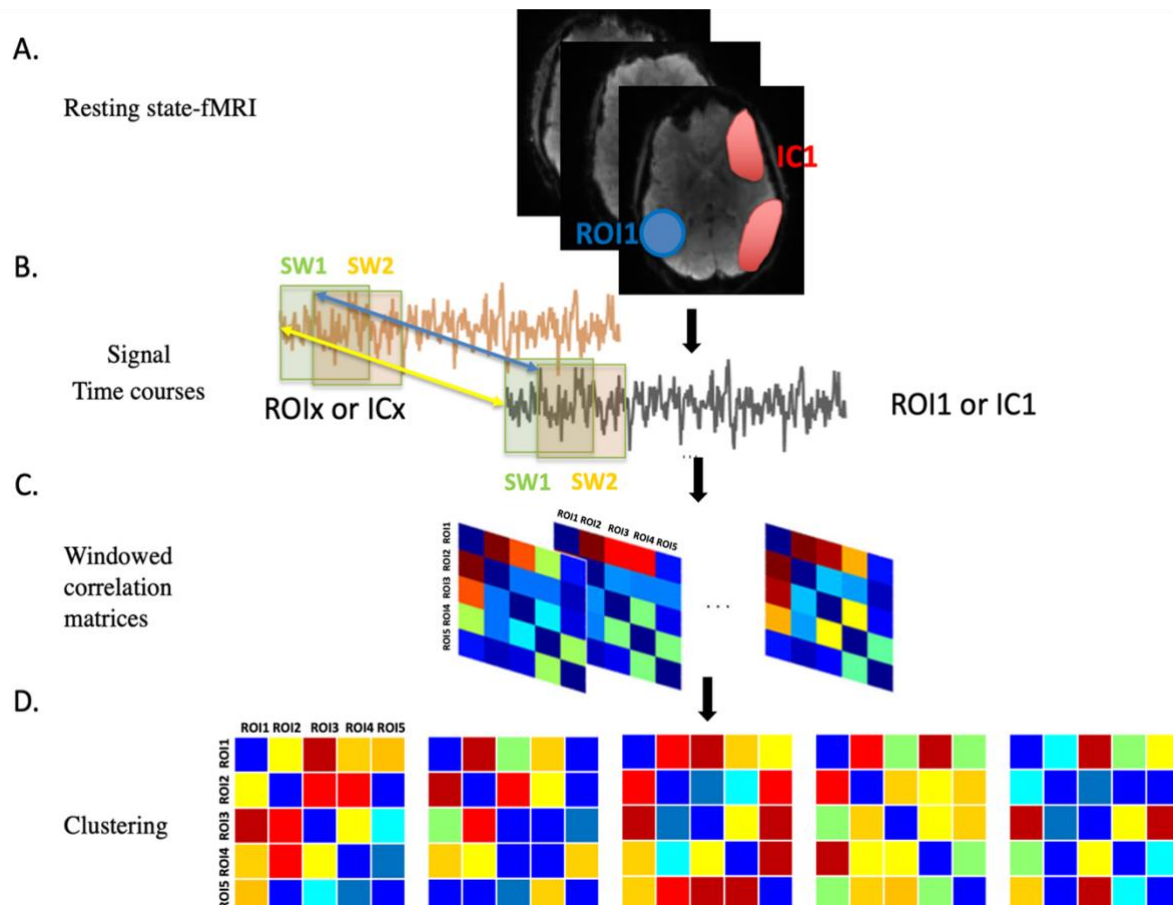 A.
Resting state-fMRI
IC1
ROI1
B.
SW1 SW2
Signal
Time courses
ROIx or ICx
ROI1 or IC1
...
SW1 SW2
C.
Windowed
correlation
matrices
ROI1
ROI2
ROI3
ROI4
ROI5
ROI1 ROI2 ROI3 ROI4 ROI5
...
D.
Clustering
ROI1 ROI2 ROI3 ROI4 ROI5
ROI1
ROI2
ROI3
ROI4
ROI5